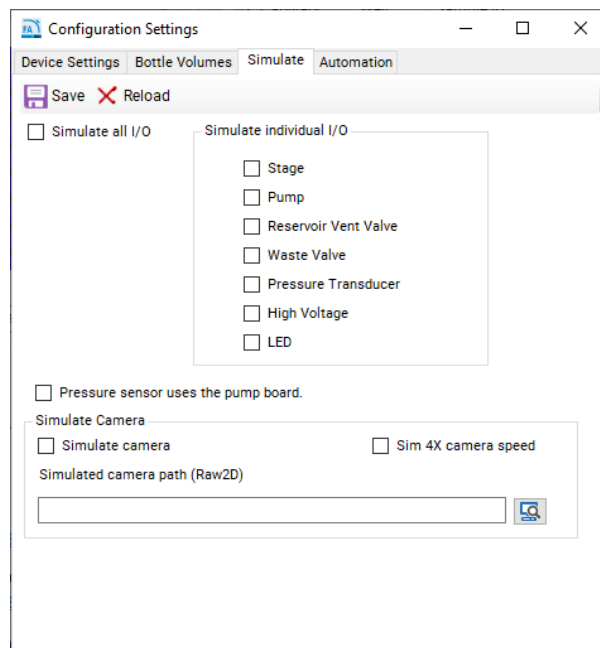 FA
Configuration Settings
Device Settings Bottle Volumes Simulate Automation
Save Reload
Simulate all I/O
Simulate individual I/O
Stage
Pump
Reservoir Vent Valve
Waste Valve
Pressure Transducer
High Voltage
LED
Pressure sensor uses the pump board.
Simulate Camera
Simulate camera
Sim 4X camera speed
Simulated camera path (Raw2D)